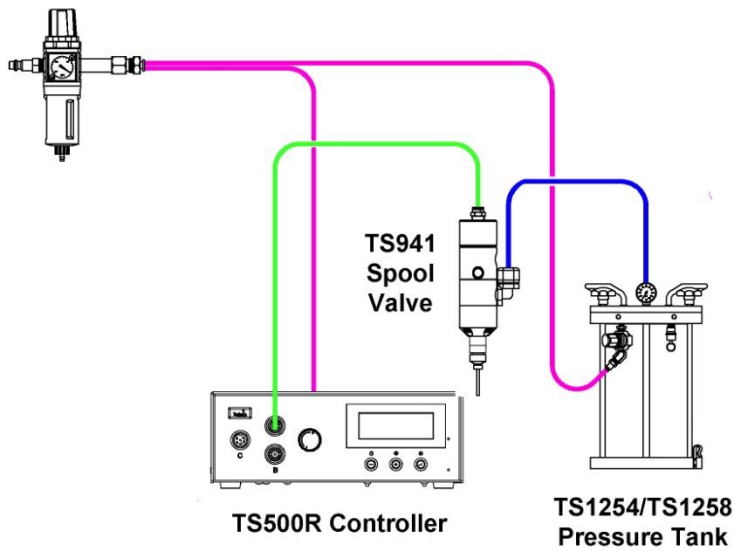 TS941
Spool
Valve
C
B
TS500R Controller
TS1254/TS1258
Pressure Tank